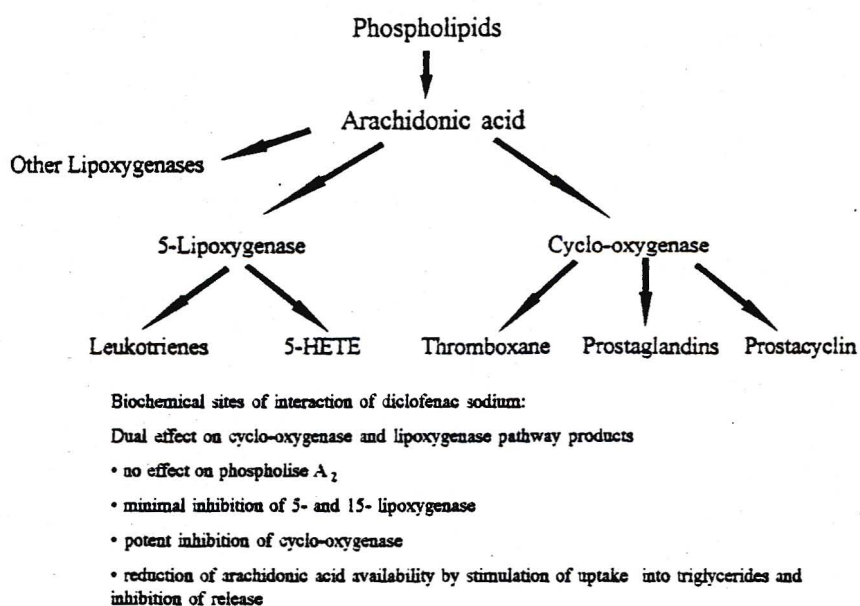 Phospholipids
Arachidonic acid
Other Lipoxygenases
5-Lipoxygenase
Cyclo-oxygenase
Leukotrienes
5-HETE
Thromboxane
Prostaglandins
Prostacyclin
Biochemical sites of interaction of diclofenac sodium:
Dual effect on cyclo-oxygenase and lipoxygenase pathway products
• no effect on phospholise A₂
• minimal inhibition of 5- and 15- lipoxygenase
• potent inhibition of cyclo-oxygenase
• reduction of arachidonic acid availability by stimulation of uptake into triglycerides and
inhibition of release